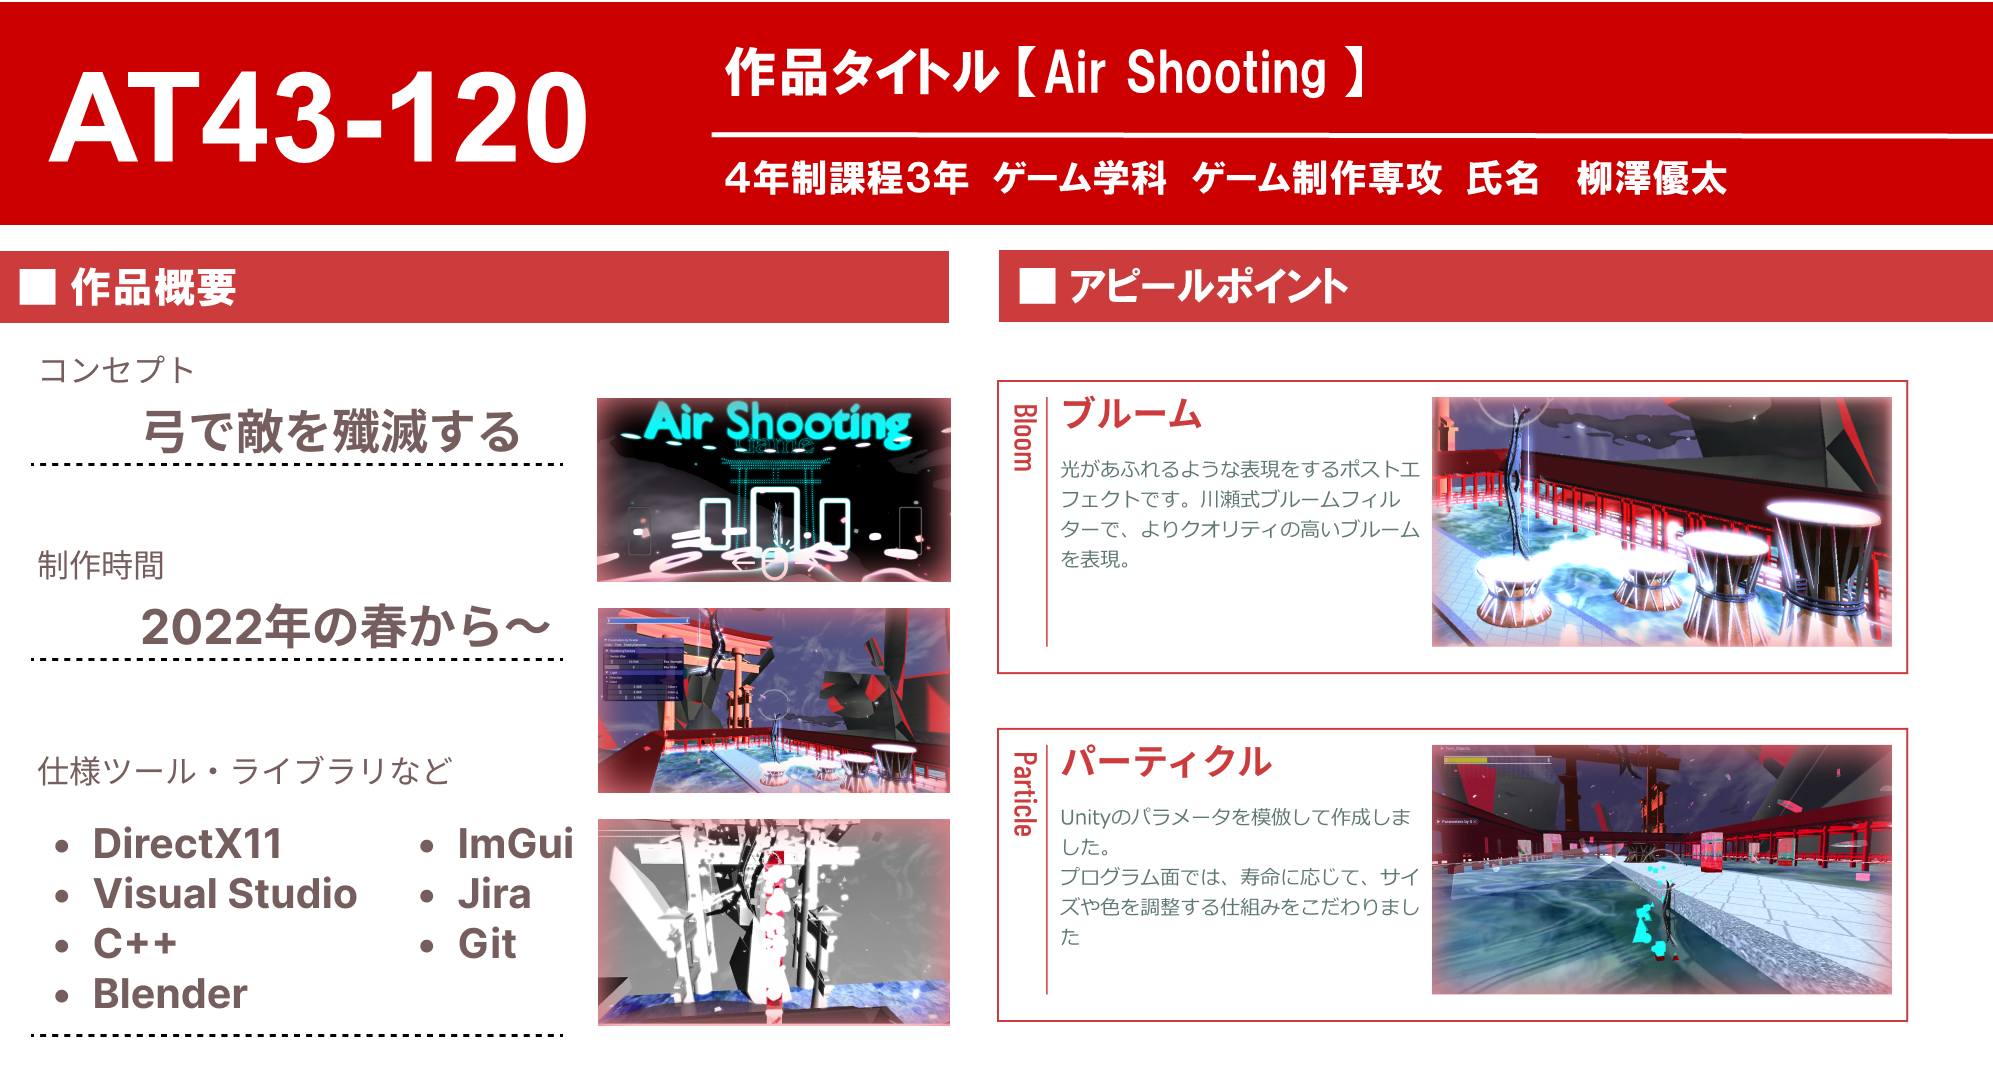 AT43-120
作品タイトル【Air Shooting 】
4年制課程3年 ゲーム学科 ゲーム制作専攻 氏名 柳澤優太
■ 作品概要
コンセプト
弓で敵を殲滅する
制作時間
2022年の春から～
仕様ツール・ライブラリなど
• DirectX11
• Visual Studio
• C++
• Blender
• ImGui
• Jira
• Git
Air Shooting
Game
■ アピールポイント
Bloom
ブルーム
光があふれるような表現をするポストエ
フェクトです。川瀬式ブルームフィル
ターで、よりクオリティの高いブルーム
を表現。
Particle
パーティクル
Unityのパラメータを模倣して作成しま
した。
プログラム面では、寿命に応じて、サイ
ズや色を調整する仕組みをこだわりまし
た